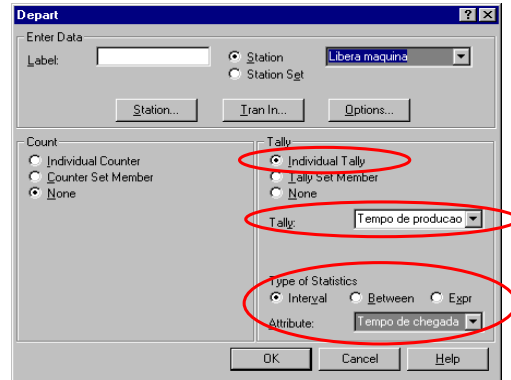 Depart
Enter Data
Label: Station Libera maquina
Station Set
Station... Tran In... Options...
Count
Individual Counter
Counter Set Member
None
Tally
Individual Tally
Tally Set Member
None
Tally: Tempo de producao
Type of Statistics
Interval Between Expr
Attribute: Tempo de chegada
OK Cancel Help